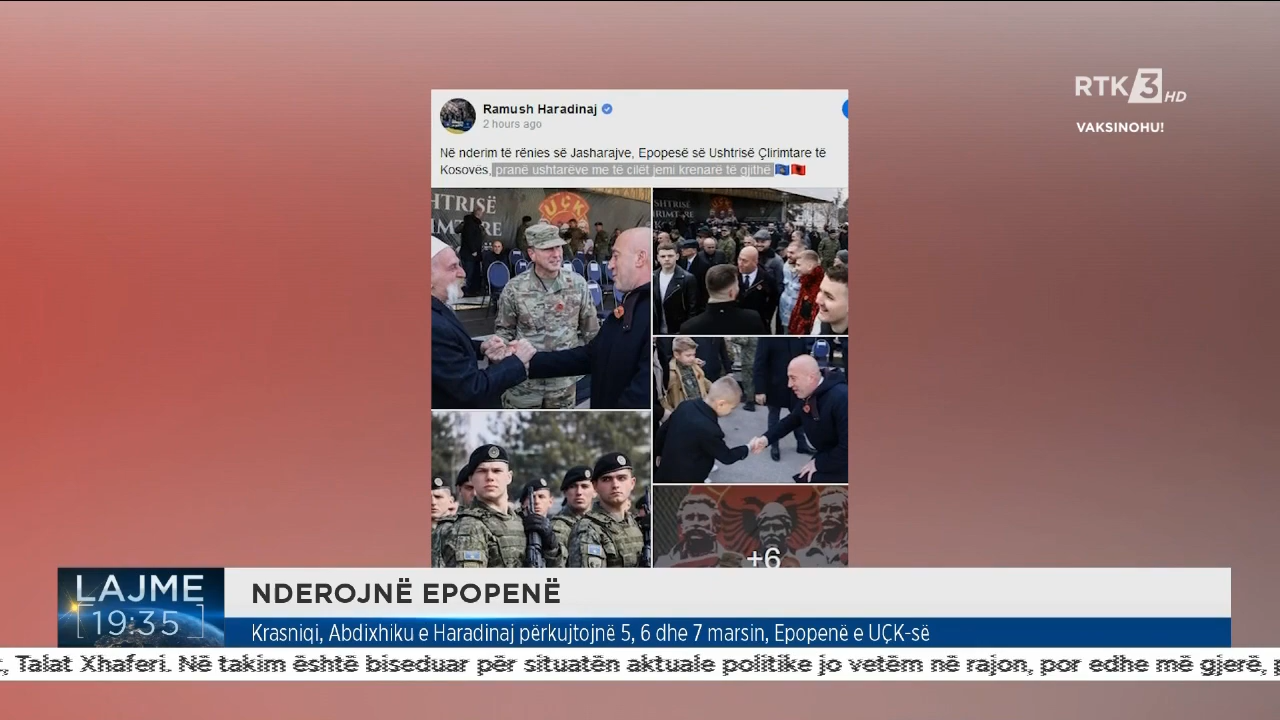 RTK 3 HD
VAKSINOHU!
Ramush Haradinaj
2 hours ago
Në nderim të rënies së Jasharajve, Epopesë së Ushtrisë Çlirimtare të
Kosovës, pranë ushtarëve me të cilët jemi krenarë të gjithë
HTRISË
UÇK
SHTRISË
IRIMTARE
+6
LAJME
19:35
NDEROJNË EPOPENË
Krasniqi, Abdixhiku e Haradinaj përkujtojnë 5, 6 dhe 7 marsin, Epopenë e UÇK-së
, Talat Xhaferi. Në takim është biseduar për situatën aktuale politike jo vetëm në rajon, por edhe më gjerë,